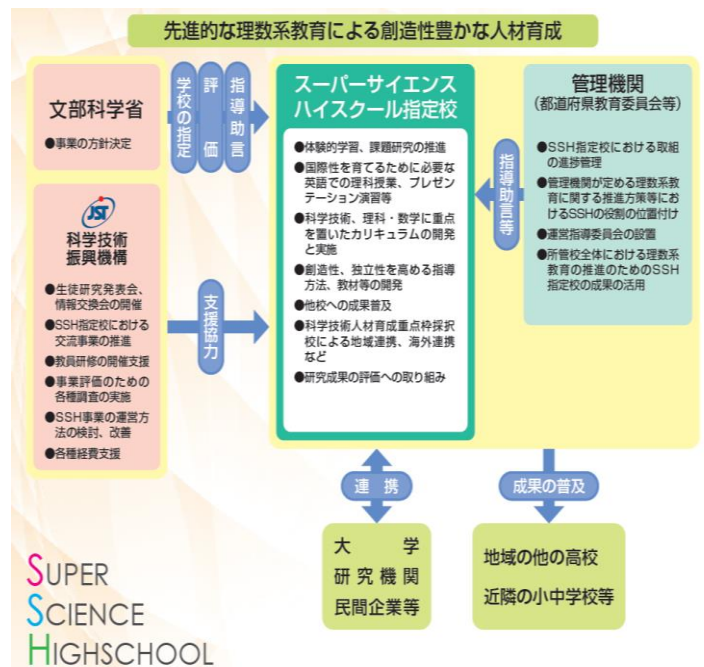 先進的な理数系教育による創造性豊かな人材育成
文部科学省
●事業の方針決定
学校の指定
評価
指導助言
JST
科学技術
振興機構
●生徒研究発表会、
情報交換会の開催
●SSH指定校における
交流事業の推進
●教員研修の開催支援
●事業評価のための
各種調査の実施
●SSH事業の運営方
法の検討、改善
●各種経費支援
支援協力
スーパーサイエンス
ハイスクール指定校
●体験的学習、課題研究の推進
●国際性を育てるために必要な
英語での理科授業、プレゼン
テーション演習等
●科学技術、理科・数学に重点
を置いたカリキュラムの開発
と実施
●創造性、独立性を高める指導
方法、教材等の開発
●他校への成果普及
●科学技術人材育成重点枠採択
校による地域連携、海外連携
など
●研究成果の評価への取り組み
指導助言等
管理機関
(都道府県教育委員会等)
●SSH指定校における取組
の進捗管理
●管理機関が定める理数系教
育に関する推進方策等にお
けるSSHの役割の位置付け
●運営指導委員会の設置
●所管校全体における理数系
教育の推進のためのSSH
指定校の成果の活用
連携
成果の普及
大学
研究機関
民間企業等
地域の他の高校
近隣の小中学校等
SUPER
SCIENCE
HIGHSCHOOL